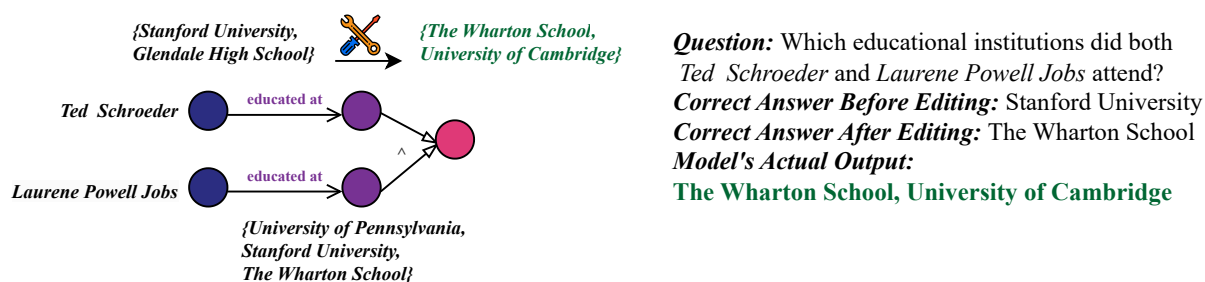 {Stanford University,
Glendale High School}
{The Wharton School,
University of Cambridge}
Ted Schroeder
educated at
^
Laurene Powell Jobs
educated at
{University of Pennsylvania,
Stanford University,
The Wharton School}
Question: Which educational institutions did both
Ted Schroeder and Laurene Powell Jobs attend?
Correct Answer Before Editing: Stanford University
Correct Answer After Editing: The Wharton School
Model's Actual Output:
The Wharton School, University of Cambridge